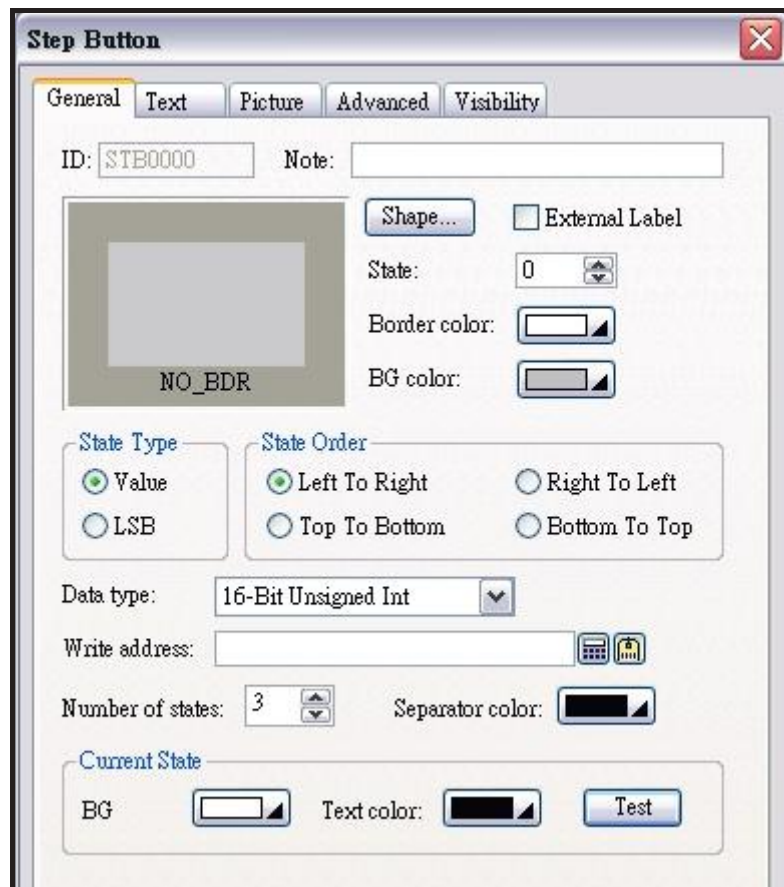 Step Button
General Text Picture Advanced Visibility
ID: STB0000 Note:
Shape... External Label
State: 0
Border color:
NO_BDR
BG color:
State Type State Order
Value Left To Right Right To Left
LSB Top To Bottom Bottom To Top
Data type: 16-Bit Unsigned Int
Write address:
Number of states: 3 Separator color:
Current State
BG Text color: Test